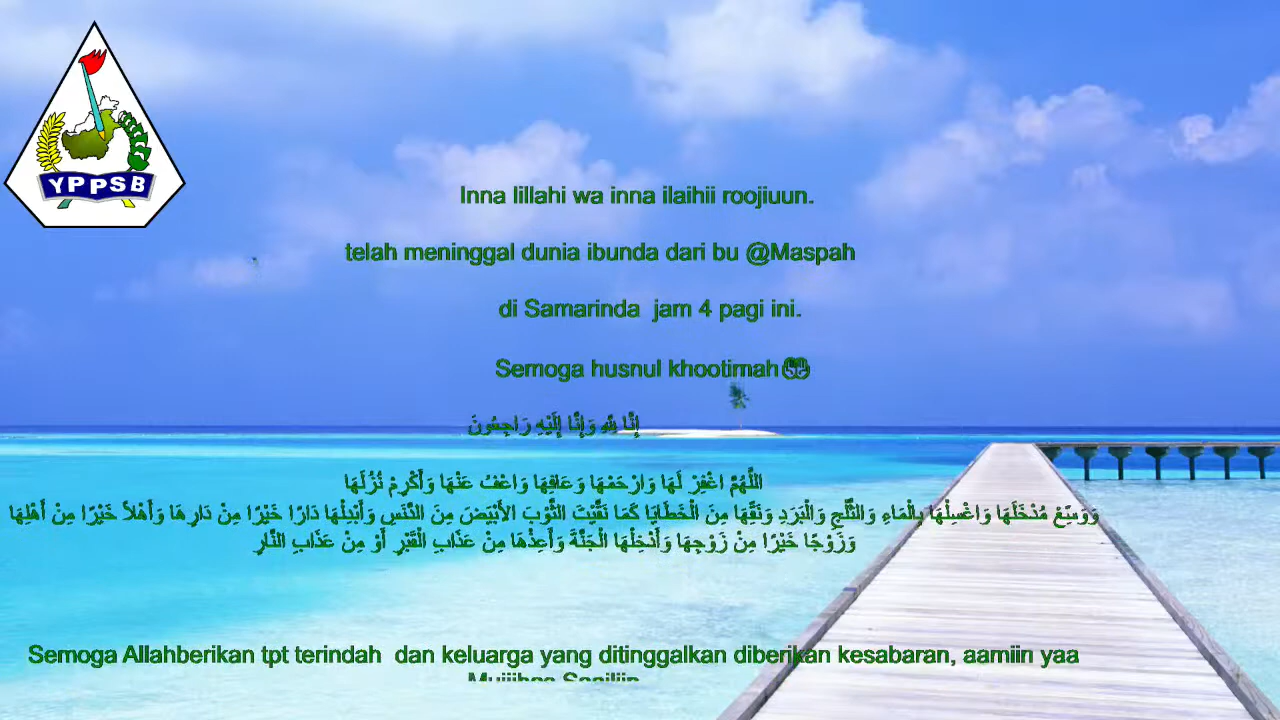 YPPSB
Inna lillahi wa inna ilaihii roojiuun.
telah meninggal dunia ibunda dari bu @Maspah
di Samarinda jam 4 pagi ini.
Semoga husnul khootimah
إِنَّا لِلَّهِ وَإِنَّا إِلَيْهِ رَاجِعُونَ
اللَّهُمَّ اغْفِرْ لَهَا وَارْحَمْهَا وَعَافِهَا وَاعْفُ عَنْهَا وَأَكْرِمْ نُزُلَهَا
وَوَسِّعْ مُدْخَلَهَا وَاغْسِلْهَا بِالْمَاءِ وَالثَّلْجِ وَالْبَرَدِ وَنَقِّهَا مِنَ الْخَطَايَا كَمَا نَقَّيْتَ الثَّوْبَ الأَبْيَضَ مِنَ الدَّنَسِ وَأَبْدِلْهَا دَارًا خَيْرًا مِنْ دَارِهَا وَأَهْلاً خَيْرًا مِنْ أَهْلِهَا
وَزَوْجًا خَيْرًا مِنْ زَوْجِهَا وَأَدْخِلْهَا الْجَنَّةَ وَأَعِذْهَا مِنْ عَذَابِ الْقَبْرِ أَوْ مِنْ عَذَابِ النَّارِ
Semoga Allahberikan tpt terindah dan keluarga yang ditinggalkan diberikan kesabaran, aamiin yaa